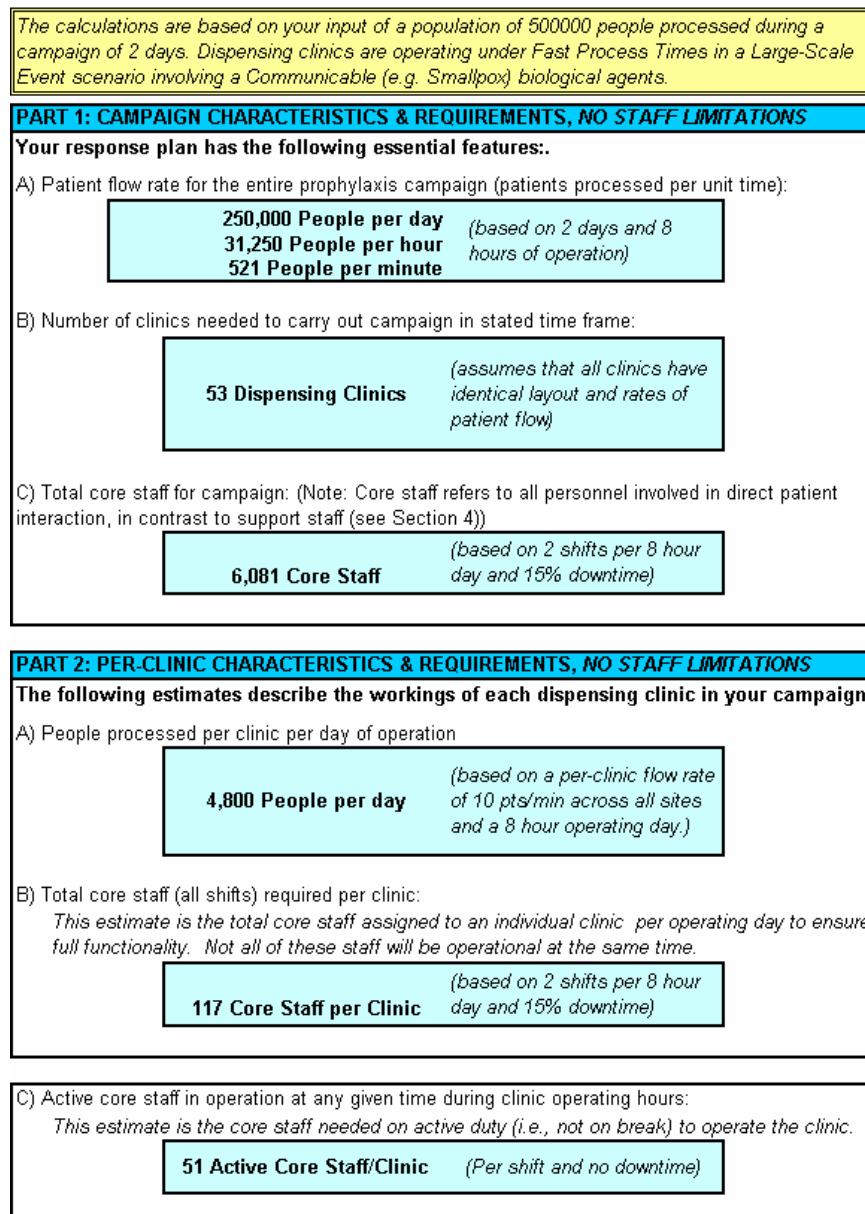 The calculations are based on your input of a population of 500000 people processed during a
campaign of 2 days. Dispensing clinics are operating under Fast Process Times in a Large-Scale
Event scenario involving a Communicable (e.g. Smallpox) biological agents.
PART 1: CAMPAIGN CHARACTERISTICS & REQUIREMENTS, NO STAFF LIMITATIONS
Your response plan has the following essential features:.
A) Patient flow rate for the entire prophylaxis campaign (patients processed per unit time):
250,000 People per day
31,250 People per hour
521 People per minute
(based on 2 days and 8
hours of operation)
B) Number of clinics needed to carry out campaign in stated time frame:
53 Dispensing Clinics
(assumes that all clinics have
identical layout and rates of
patient flow)
C) Total core staff for campaign: (Note: Core staff refers to all personnel involved in direct patient
interaction, in contrast to support staff (see Section 4))
6,081 Core Staff
(based on 2 shifts per 8 hour
day and 15% downtime)
PART 2: PER-CLINIC CHARACTERISTICS & REQUIREMENTS, NO STAFF LIMITATIONS
The following estimates describe the workings of each dispensing clinic in your campaign
A) People processed per clinic per day of operation
4,800 People per day
(based on a per-clinic flow rate
of 10 pts/min across all sites
and a 8 hour operating day.)
B) Total core staff (all shifts) required per clinic:
This estimate is the total core staff assigned to an individual clinic per operating day to ensure
full functionality. Not all of these staff will be operational at the same time.
117 Core Staff per Clinic
(based on 2 shifts per 8 hour
day and 15% downtime)
C) Active core staff in operation at any given time during clinic operating hours:
This estimate is the core staff needed on active duty (i.e., not on break) to operate the clinic.
51 Active Core Staff/Clinic
(Per shift and no downtime)